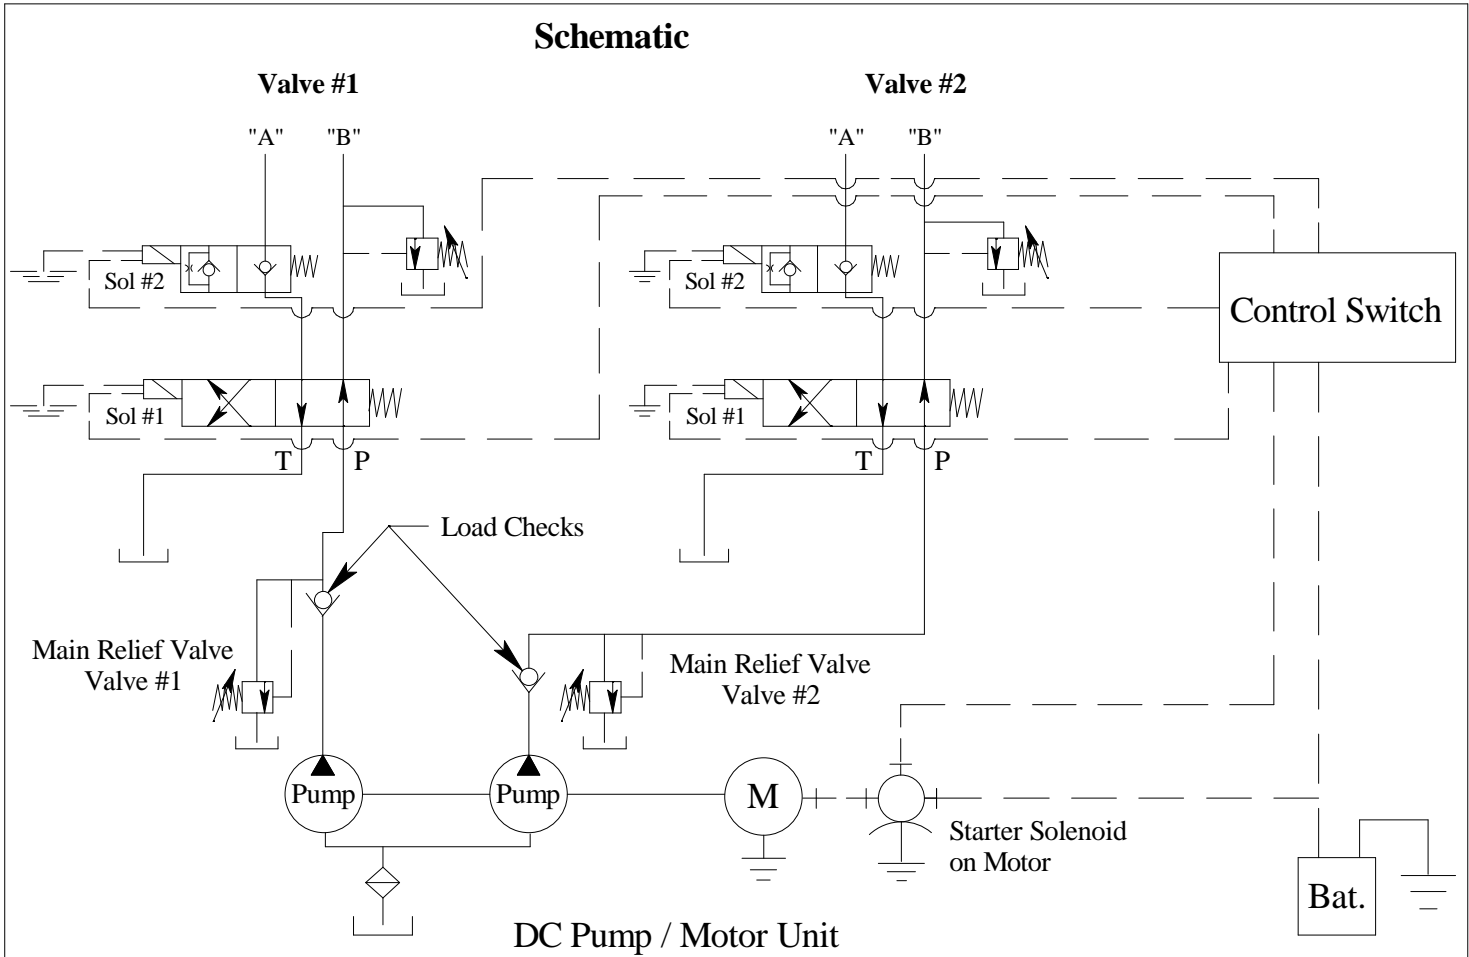 Schematic
Valve #1
Valve #2
"A" "B"
"A" "B"
Sol #2
Sol #2
Control Switch
Sol #1
Sol #1
T P
T P
Load Checks
Main Relief Valve
Valve #1
Main Relief Valve
Valve #2
Pump
Pump
M
Starter Solenoid
on Motor
Bat.
DC Pump / Motor Unit